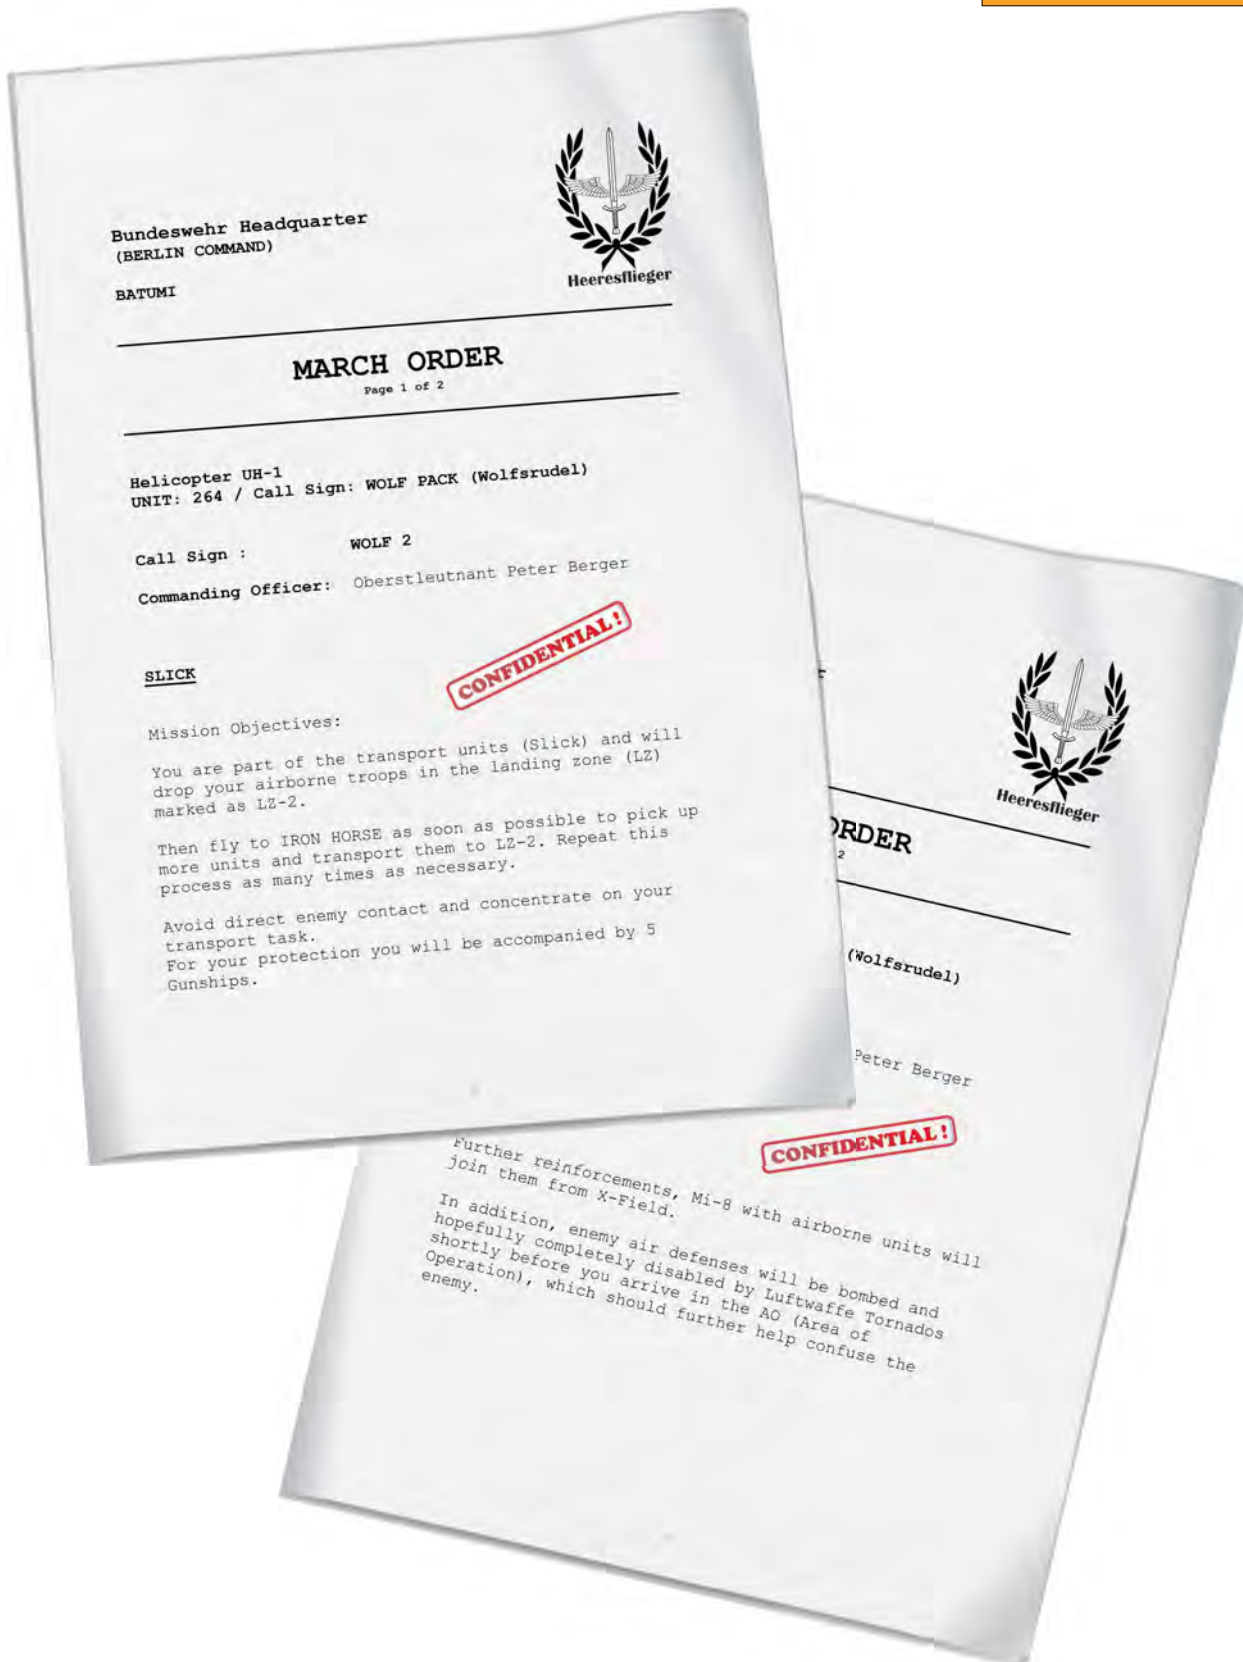 Bundeswehr Headquarter
(BERLIN COMMAND)
BATUMI
Heeresflieger
MARCH ORDER
Page 1 of 2
Helicopter UH-1
UNIT: 264 / Call Sign: WOLF PACK (Wolfsrudel)
Call Sign : WOLF 2
Commanding Officer: Oberstleutnant Peter Berger
CONFIDENTIAL!
SLICK
Mission Objectives:
You are part of the transport units (Slick) and will
drop your airborne troops in the landing zone (LZ)
marked as LZ-2.
Then fly to IRON HORSE as soon as possible to pick up
more units and transport them to LZ-2. Repeat this
process as many times as necessary.
Avoid direct enemy contact and concentrate on your
transport task.
For your protection you will be accompanied by 5
Gunships.
Heeresflieger
ORDER
2
(Wolfsrudel)
Peter Berger
CONFIDENTIAL!
Further reinforcements, Mi-8 with airborne units will
join them from X-Field.
In addition, enemy air defenses will be bombed and
hopefully completely disabled by Luftwaffe Tornados
shortly before you arrive in the AO (Area of
Operation), which should further help confuse the
enemy.